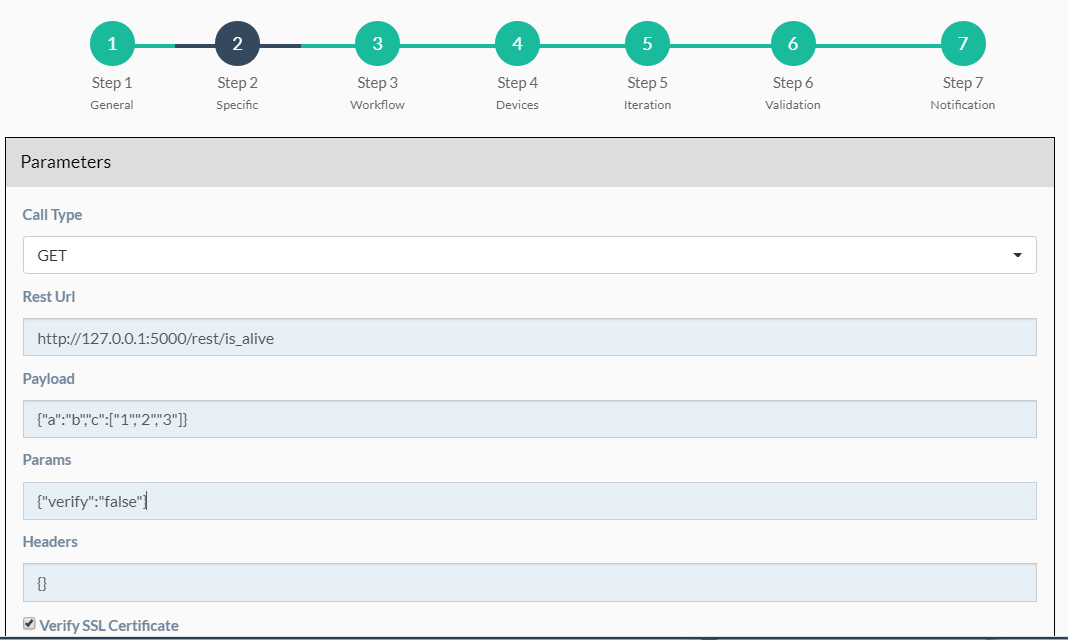 1 2 3 4 5 6 7
Step 1 Step 2 Step 3 Step 4 Step 5 Step 6 Step 7
General Specific Workflow Devices Iteration Validation Notification
Parameters
Call Type
GET
Rest Url
http://127.0.0.1:5000/rest/is_alive
Payload
{"a":"b","c":["1","2","3"]}
Params
{"verify":"false"}
Headers
{}
Verify SSL Certificate